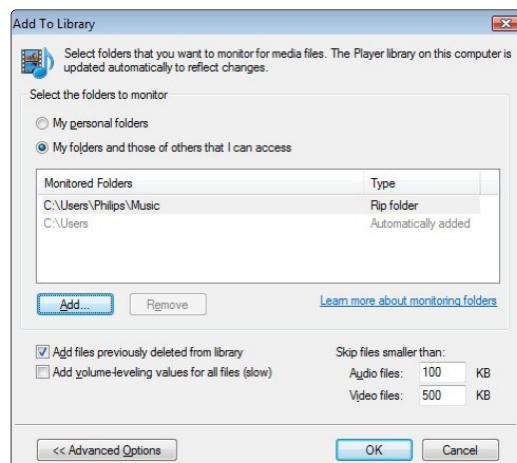 Add To Library
Select folders that you want to monitor for media files. The Player library on this computer is
updated automatically to reflect changes.
Select the folders to monitor
My personal folders
My folders and those of others that I can access
Monitored Folders Type
C:\Users\Philips\Music Rip folder
C:\Users Automatically added
Add... Remove Learn more about monitoring folders
Add files previously deleted from library Skip files smaller than:
Add volume-leveling values for all files (slow) Audio files: 100 KB
Video files: 500 KB
<< Advanced Options OK Cancel